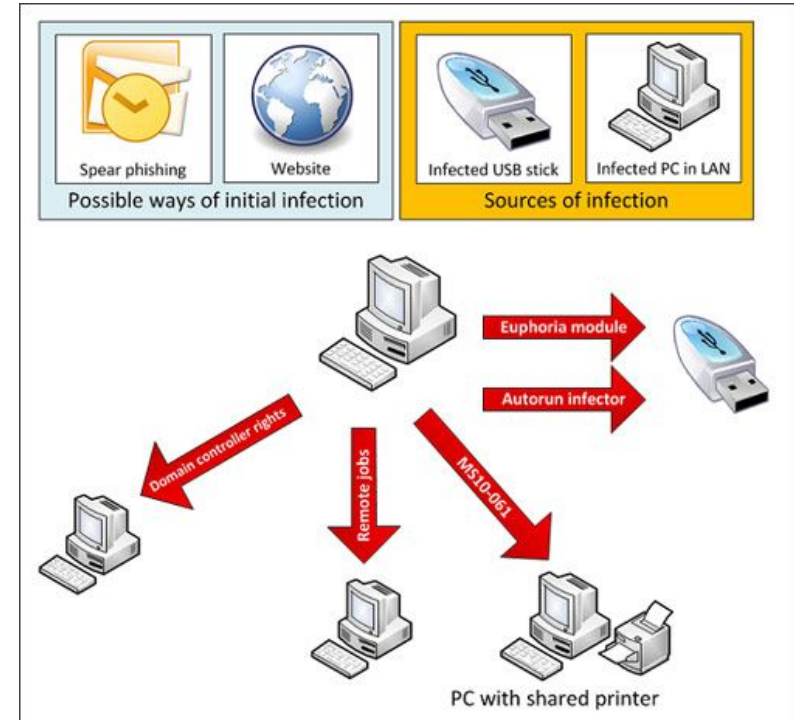 Spear phishing
Website
Possible ways of initial infection
Infected USB stick
Infected PC in LAN
Sources of infection
Euphoria module
Autorun infector
Domain controller rights
Remote jobs
MS10-061
PC with shared printer